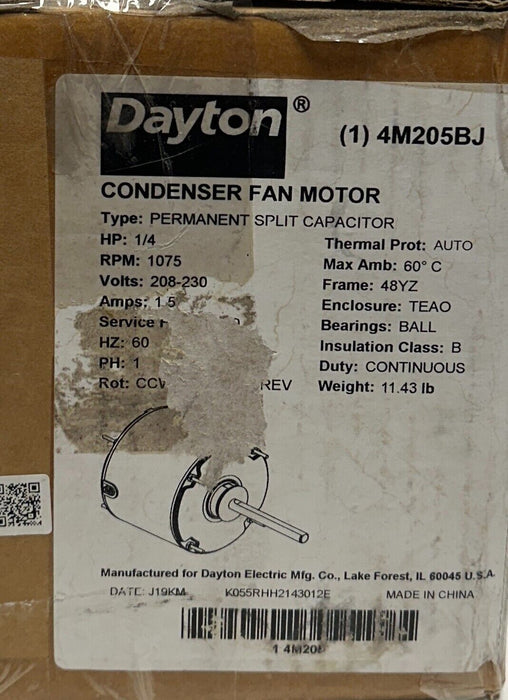 Dayton®
(1) 4M205BJ
CONDENSER FAN MOTOR
Type: PERMANENT SPLIT CAPACITOR
HP: 1/4
RPM: 1075
Volts: 208-230
Amps: 1.5
Service
HZ: 60
PH: 1
Rot: REV
Thermal Prot: AUTO
Max Amb: 60° C
Frame: 48YZ
Enclosure: TEAO
Bearings: BALL
Insulation Class: B
Duty: CONTINUOUS
Weight: 11.43 lb
Manufactured for Dayton Electric Mfg. Co., Lake Forest, IL 60045 U.S.A.
DATE: J19KM K055RHH2143012E MADE IN CHINA
1 4M205